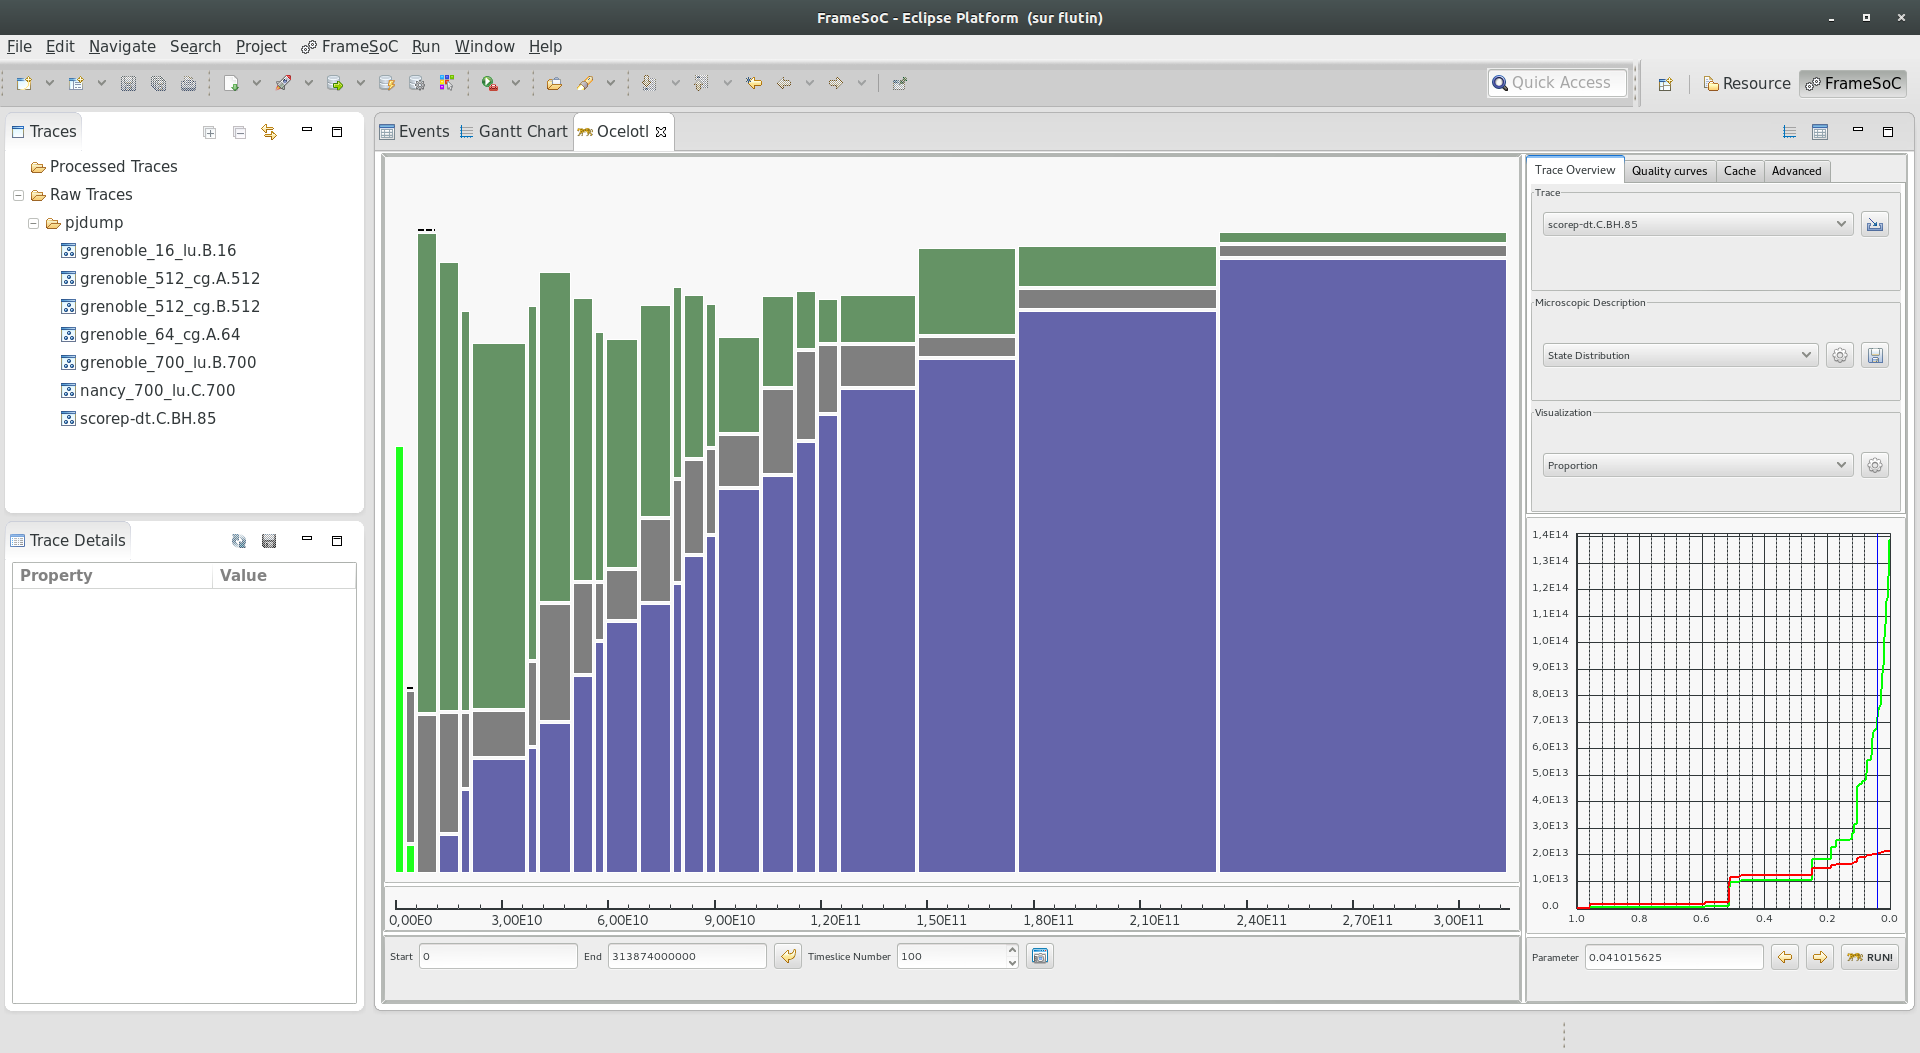 FrameSoC - Eclipse Platform  (sur flutin)
File Edit Navigate Search Project FrameSoC Run Window Help
Quick Access
Resource
FrameSoC
Traces
Processed Traces
Raw Traces
pjdump
grenoble_16_lu.B.16
grenoble_512_cg.A.512
grenoble_512_cg.B.512
grenoble_64_cg.A.64
grenoble_700_lu.B.700
nancy_700_lu.C.700
scorep-dt.C.BH.85
Trace Details
Property Value
Events Gantt Chart Ocelotl
0,00E0 3,00E10 6,00E10 9,00E10 1,20E11 1,50E11 1,80E11 2,10E11 2,40E11 2,70E11 3,00E11
Start 0 End 313874000000 Timeslice Number 100
Trace Overview Quality curves Cache Advanced
Trace
scorep-dt.C.BH.85
Microscopic Description
State Distribution
Visualization
Proportion
1,4E14
1,3E14
1,2E14
1,1E14
1,0E14
9,0E13
8,0E13
7,0E13
6,0E13
5,0E13
4,0E13
3,0E13
2,0E13
1,0E13
0.0
1.0 0.8 0.6 0.4 0.2 0.0
Parameter 0.041015625 RUN!